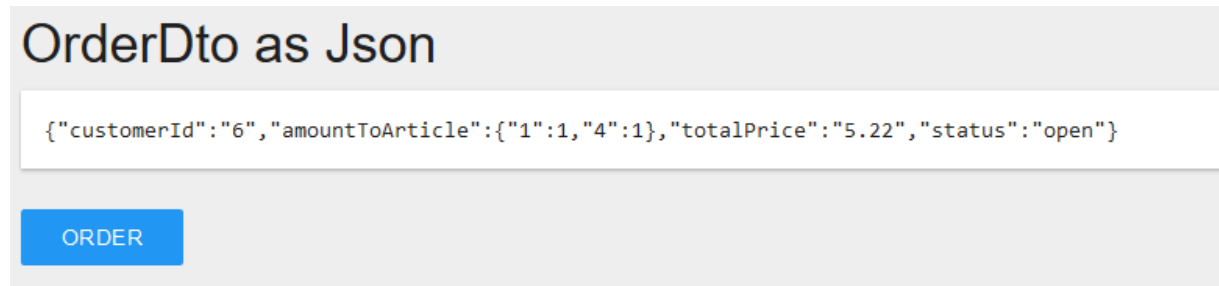 OrderDto as Json
{"customerId":"6","amountToArticle":{"1":1,"4":1},"totalPrice":"5.22","status":"open"}
ORDER